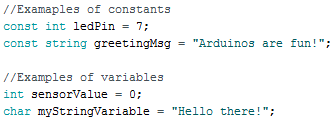 //Examaples of constants
const int ledPin = 7;
const string greetingMsg = "Arduinos are fun!";
//Examples of variables
int sensorValue = 0;
char myStringVariable = "Hello there!";